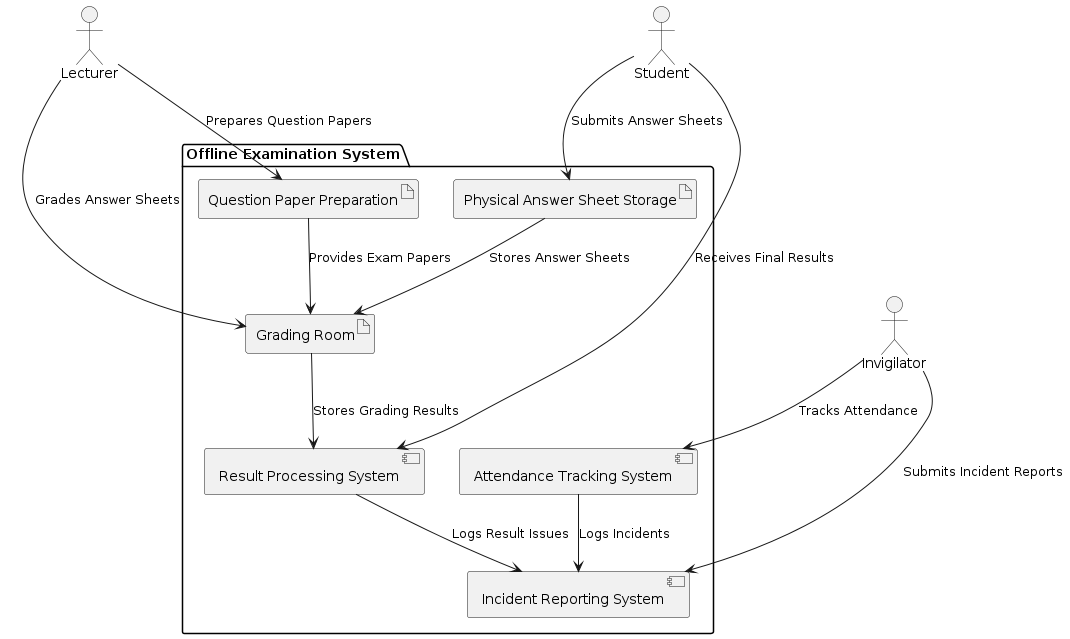 Lecturer
Student
Prepares Question Papers
Submits Answer Sheets
Offline Examination System
Grades Answer Sheets
Question Paper Preparation
Physical Answer Sheet Storage
Provides Exam Papers
Stores Answer Sheets
Receives Final Results
Grading Room
Invigilator
Stores Grading Results
Tracks Attendance
Result Processing System
Attendance Tracking System
Submits Incident Reports
Logs Result Issues
Logs Incidents
Incident Reporting System